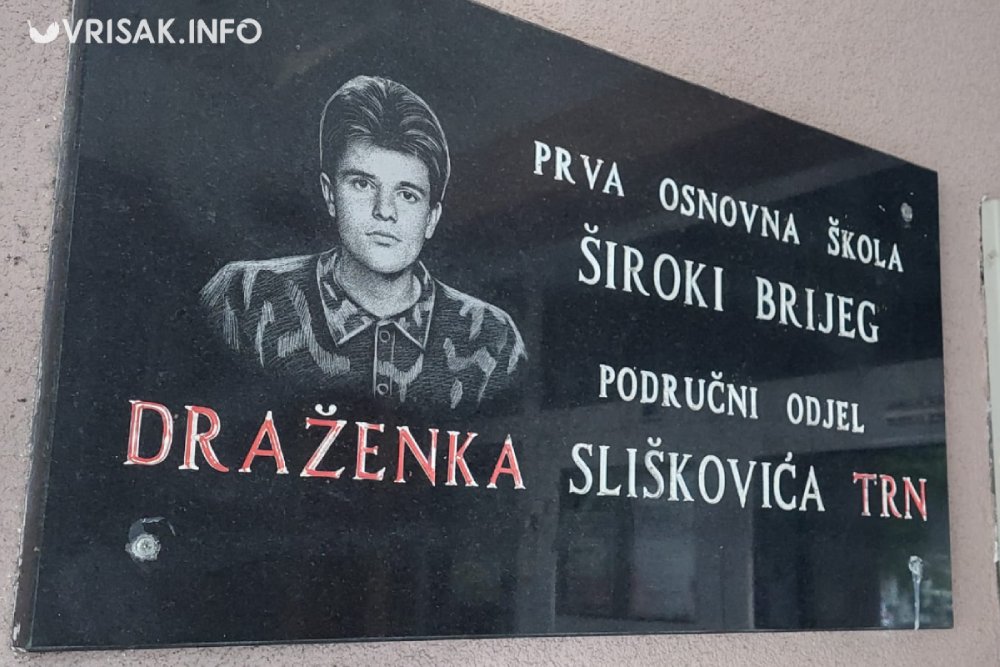 VRISAK.INFO
PRVA OSNOVNA ŠKOLA
ŠIROKI BRIJEG
PODRUČNI ODJEL
DRAŽENKA SLIŠKOVIĆA TRN